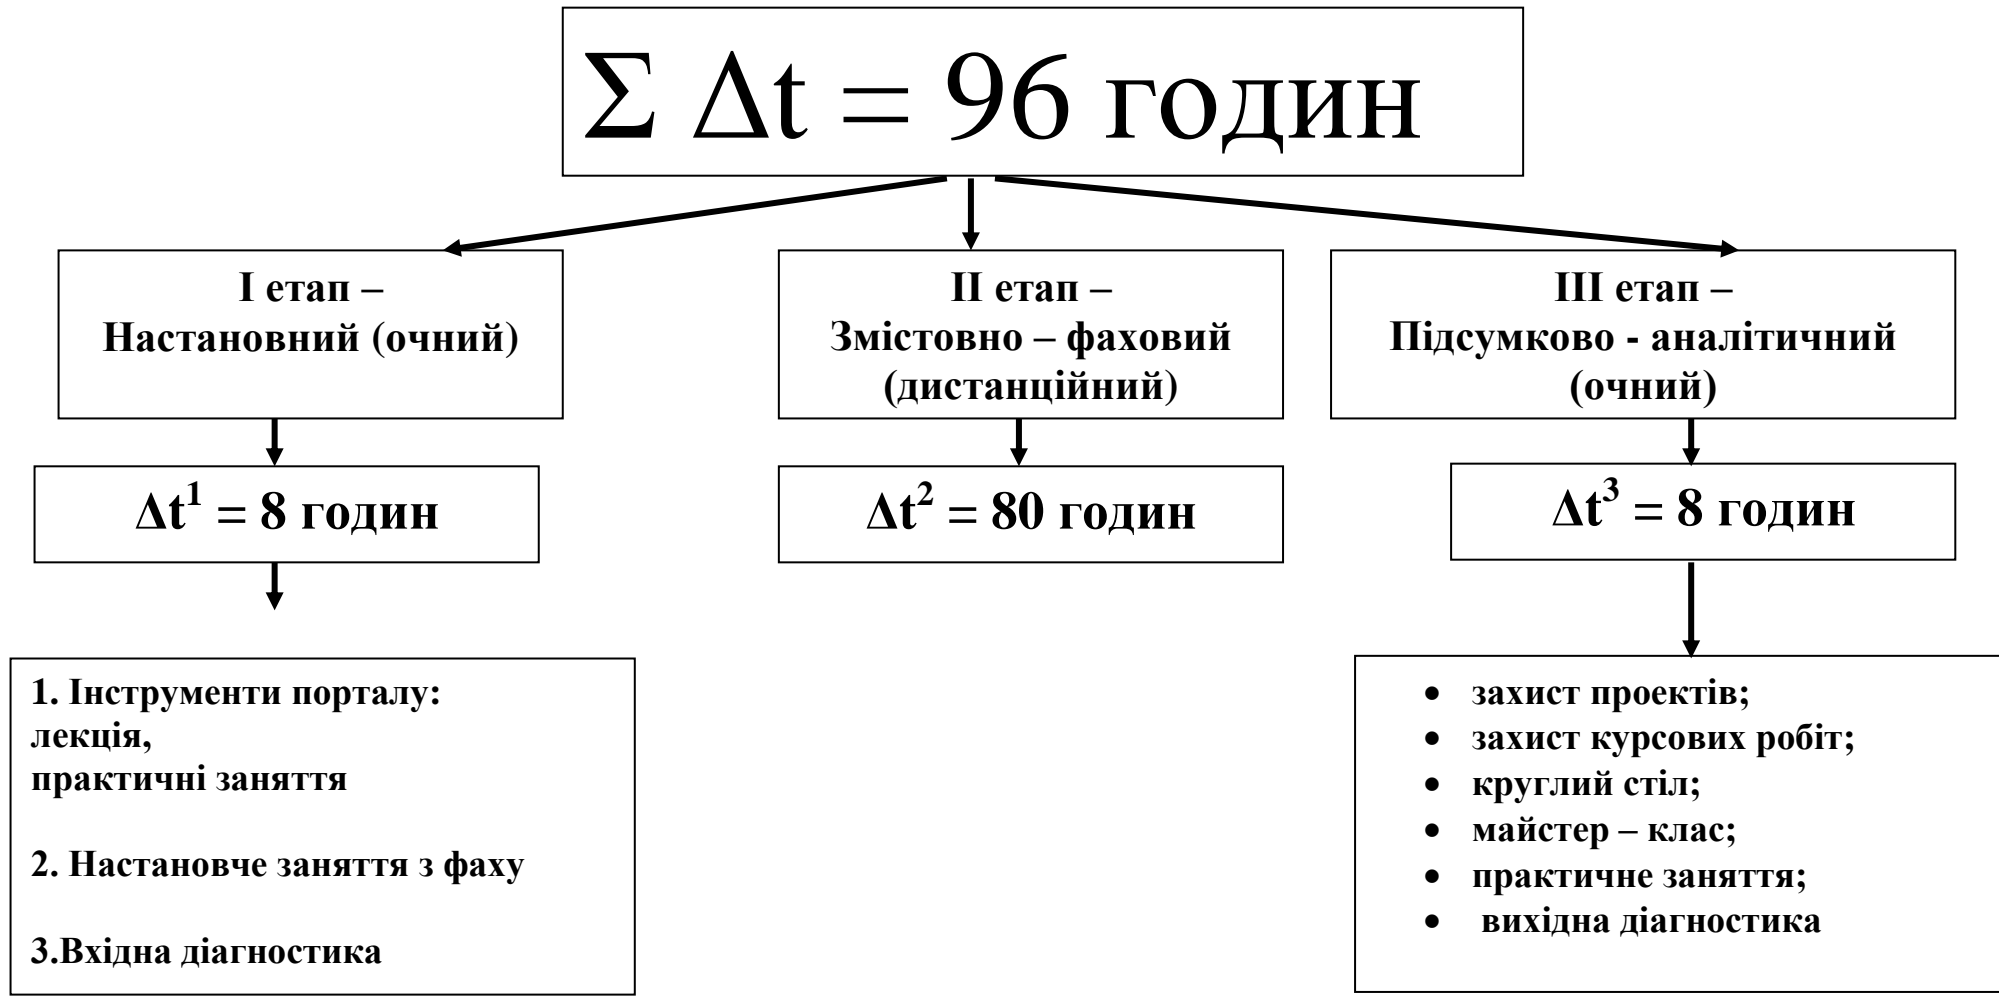 Σ Δt = 96 годин
I етап –
Настановний (очний)
II етап –
Змістовно – фаховий
(дистанційний)
III етап –
Підсумково - аналітичний
(очний)
Δt¹ = 8 годин
Δt² = 80 годин
Δt³ = 8 годин
1. Інструменти порталу:
лекція,
практичні заняття
2. Настановче заняття з фаху
3.Вхідна діагностика
• захист проектів;
• захист курсових робіт;
• круглий стіл;
• майстер – клас;
• практичне заняття;
• вихідна діагностика